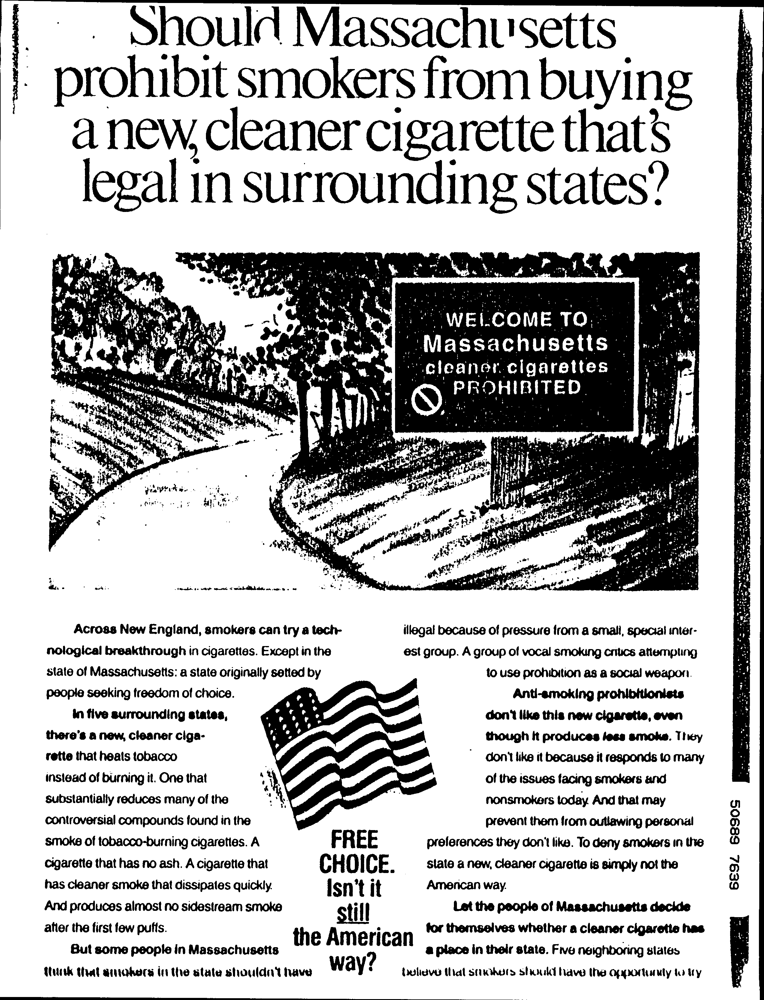 Should Massachusetts
prohibit smokers from buying
a new, cleaner cigarette that's
legal in surrounding states?
WELCOME TO
Massachusetts
cleaner cigarettes
PROHIBITED
Across New England, smokers can try a tech-
nological breakthrough in cigarettes. Except in the
state of Massachusetts: a state originally settled by
people seeking freedom of choice.
In five surrounding states,
there's a new, cleaner ciga-
rette that heats tobacco
instead of burning it. One that
substantially reduces many of the
controversial compounds found in the
smoke of tobacco-burning cigarettes. A
cigarette that has no ash. A cigarette that
has cleaner smoke that dissipates quickly.
And produces almost no sidestream smoke
after the first few puffs.
But some people in Massachusetts
think that smokers in the state shouldn't have
FREE
CHOICE.
Isn't it
still
the American
way?
illegal because of pressure from a small, special inter-
est group. A group of vocal smoking critics attempting
to use prohibition as a social weapon.
Anti-smoking prohibitionists
don't like this new cigarette, even
though it produces less smoke. They
don't like it because it responds to many
of the issues facing smokers and
nonsmokers today. And that may
prevent them from outlawing personal
preferences they don't like. To deny smokers in the
state a new, cleaner cigarette is simply not the
American way.
Let the people of Massachusetts decide
for themselves whether a cleaner cigarette has
a place in their state. Five neighboring states
believe that smokers should have the opportunity to try
50689 7639